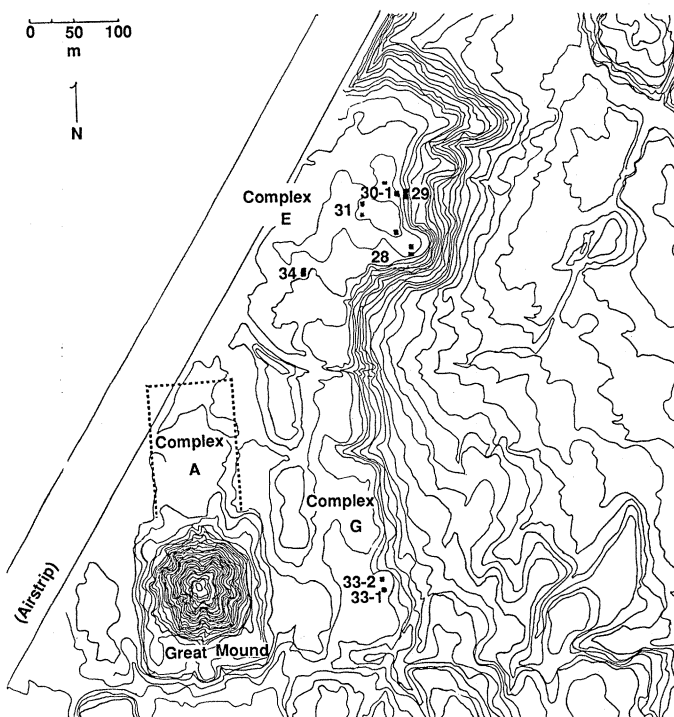 0 50 100
m
N
Complex
E
30-1
29
31
28
34
Complex
A
Complex
G
33-2
33-1
(Airstrip)
Great Mound